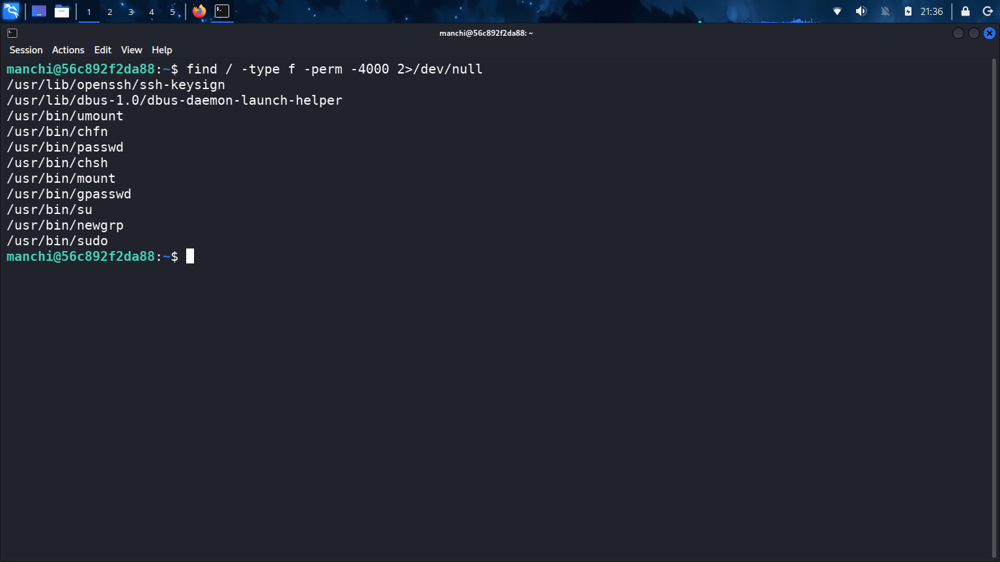 1 2 3 4 5 21:36
manchi@56c892f2da88: ~
Session Actions Edit View Help
manchi@56c892f2da88:~$ find / -type f -perm -4000 2>/dev/null
/usr/lib/openssh/ssh-keysign
/usr/lib/dbus-1.0/dbus-daemon-launch-helper
/usr/bin/umount
/usr/bin/chfn
/usr/bin/passwd
/usr/bin/chsh
/usr/bin/mount
/usr/bin/gpasswd
/usr/bin/su
/usr/bin/newgrp
/usr/bin/sudo
manchi@56c892f2da88:~$